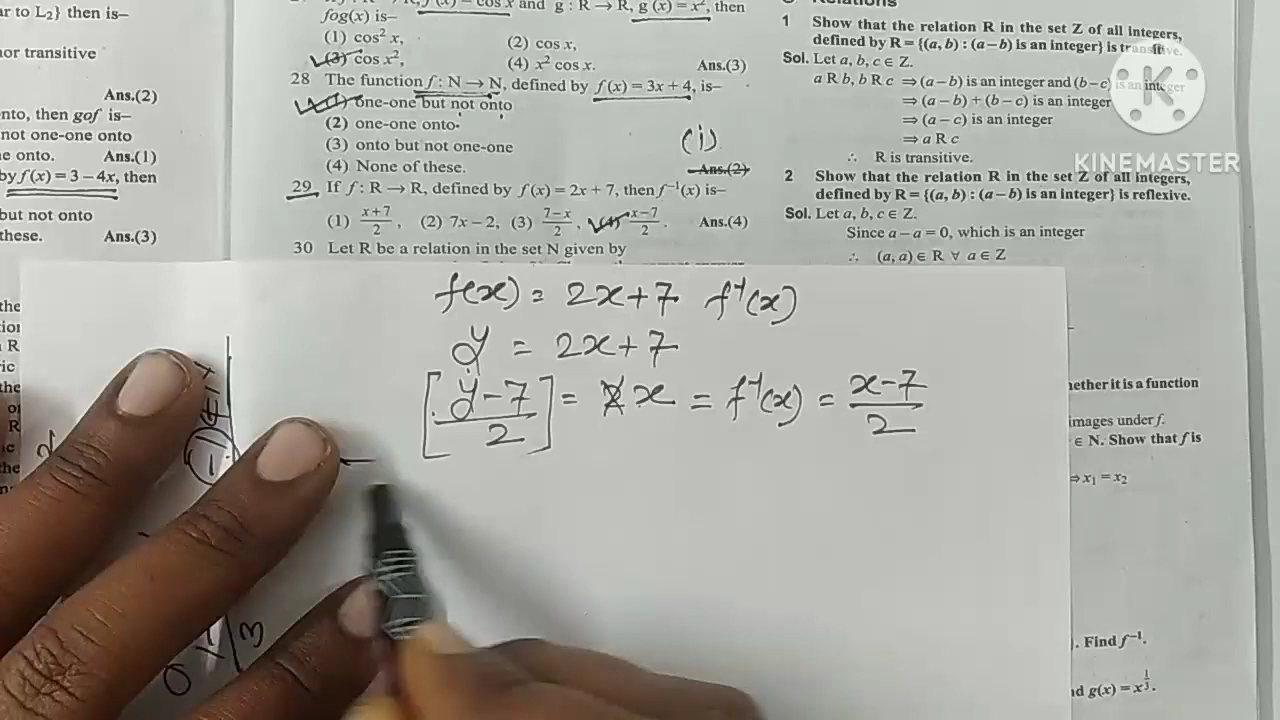 ar to L₂} then is–
nor transitive
Ans.(2)
nto, then gof is–
not one-one onto
e onto. Ans.(1)
by f(x) = 3 – 4x, then
but not onto
these. Ans.(3)
cos x and g : R → R, g (x) = x², then
fog(x) is–
(1) cos² x, (2) cos x,
(3) cos x², (4) x² cos x. Ans.(3)
28 The function f : N → N, defined by f(x) = 3x + 4, is–
(1) one-one but not onto
(2) one-one onto
(3) onto but not one-one (i)
(4) None of these. Ans.(2)
29 If f : R → R, defined by f(x) = 2x + 7, then f⁻¹(x) is–
(1) x+7/2, (2) 7x – 2, (3) 7–x/2, (4) x–7/2. Ans.(4)
30 Let R be a relation in the set N given by
f(x) = 2x+7 f⁻¹(x)
y = 2x+7
[y-7/2] = 2x = f⁻¹(x) = x-7/2
Relations
1 Show that the relation R in the set Z of all integers,
defined by R = {(a, b) : (a – b) is an integer} is transitive.
Sol. Let a, b, c ∈ Z.
a R b, b R c ⇒ (a – b) is an integer and (b – c) is an integer
⇒ (a – b) + (b – c) is an integer
⇒ (a – c) is an integer
⇒ a R c
∴ R is transitive.
KINEMASTER
2 Show that the relation R in the set Z of all integers,
defined by R = {(a, b) : (a – b) is an integer} is reflexive.
Sol. Let a, b, c ∈ Z.
Since a – a = 0, which is an integer
∴ (a, a) ∈ R ∀ a ∈ Z
hether it is a function
images under f.
∈ N. Show that f is
⇒ x₁ = x₂
. Find f⁻¹.
nd g(x) = x^1/3.